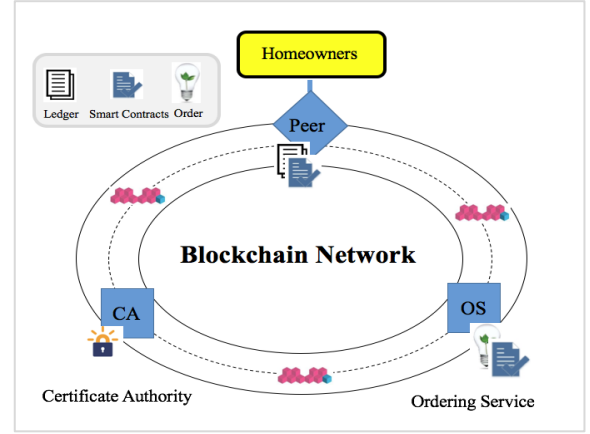 Homeowners
Ledger Smart Contracts Order
Peer
Blockchain Network
CA
OS
Certificate Authority
Ordering Service